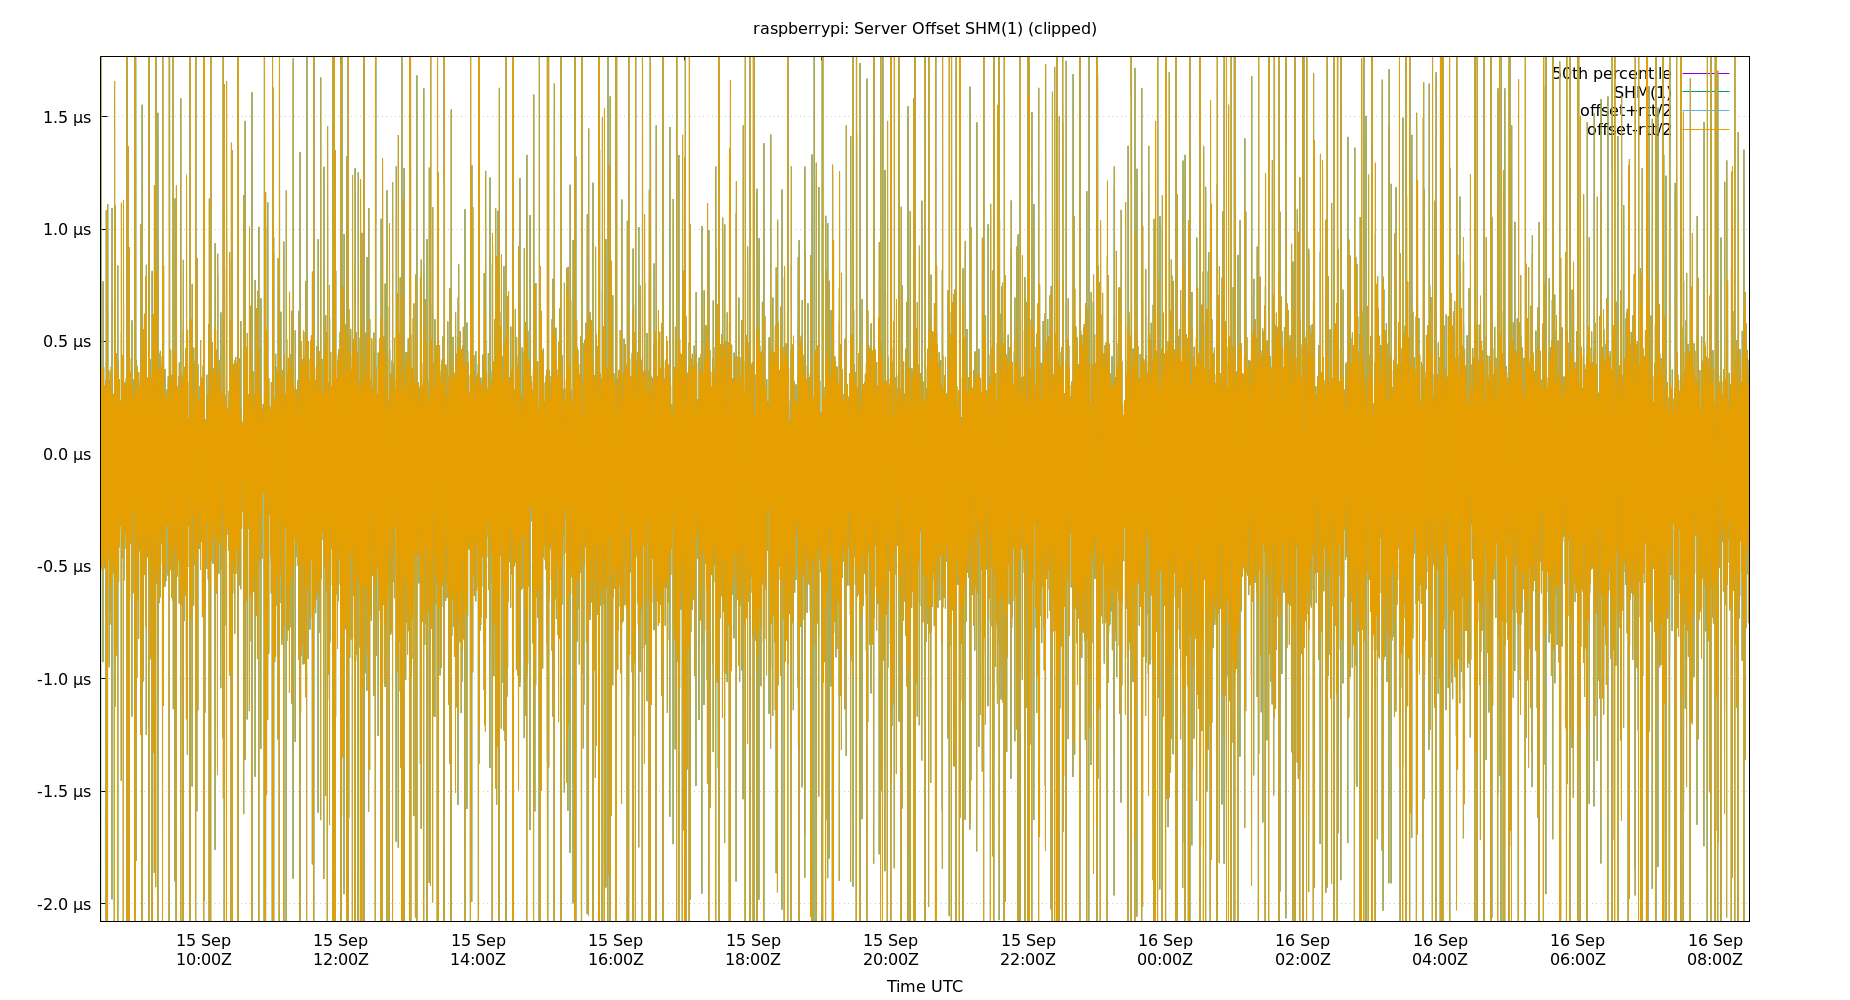 raspberrypi: Server Offset SHM(1) (clipped)
50th percentile
SHM(1)
offset+rtt/2
offset-rtt/2
1.5 μs
1.0 μs
0.5 μs
0.0 μs
-0.5 μs
-1.0 μs
-1.5 μs
-2.0 μs
15 Sep 15 Sep 15 Sep 15 Sep 15 Sep 15 Sep 15 Sep 16 Sep 16 Sep 16 Sep 16 Sep 16 Sep
10:00Z 12:00Z 14:00Z 16:00Z 18:00Z 20:00Z 22:00Z 00:00Z 02:00Z 04:00Z 06:00Z 08:00Z
Time UTC